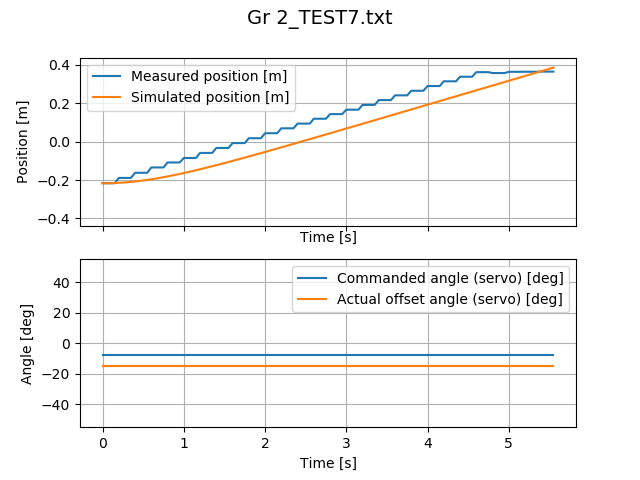 Gr 2_TEST7.txt
0.4
0.2
0.0
−0.2
−0.4
Position [m]
Measured position [m]
Simulated position [m]
Time [s]
40
20
0
−20
−40
Angle [deg]
Commanded angle (servo) [deg]
Actual offset angle (servo) [deg]
0 1 2 3 4 5
Time [s]